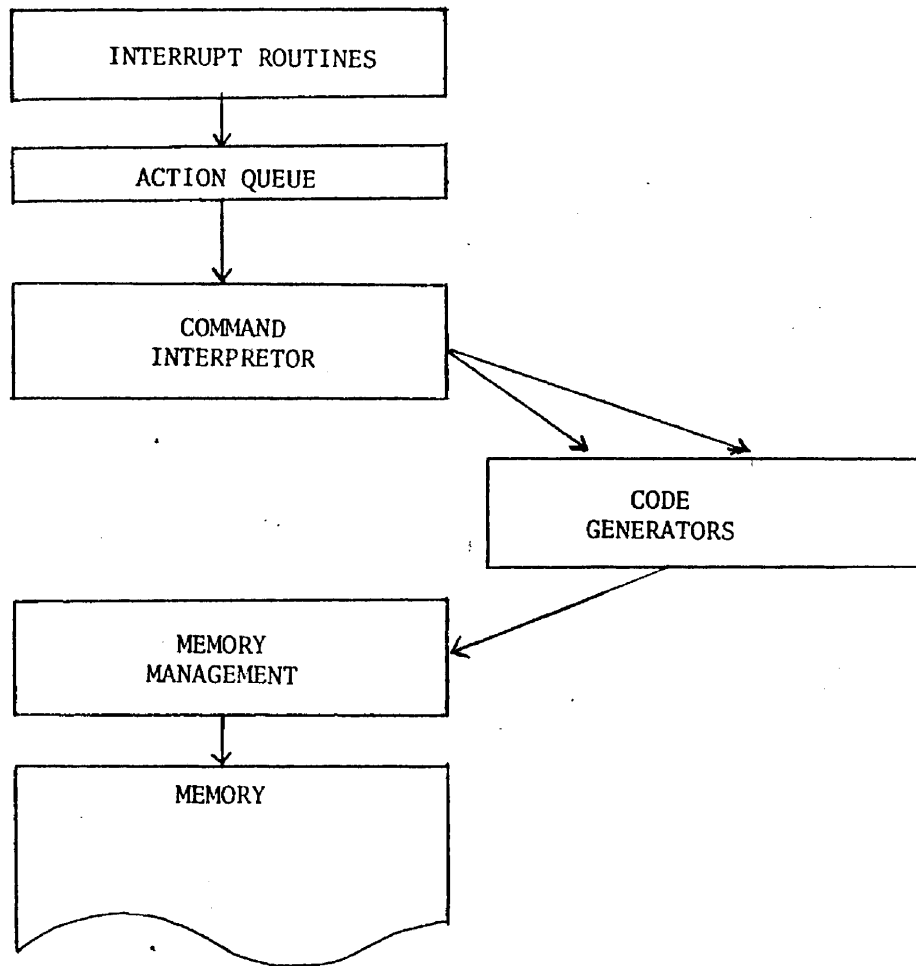 INTERRUPT ROUTINES
ACTION QUEUE
COMMAND
INTERPRETOR
CODE
GENERATORS
MEMORY
MANAGEMENT
MEMORY